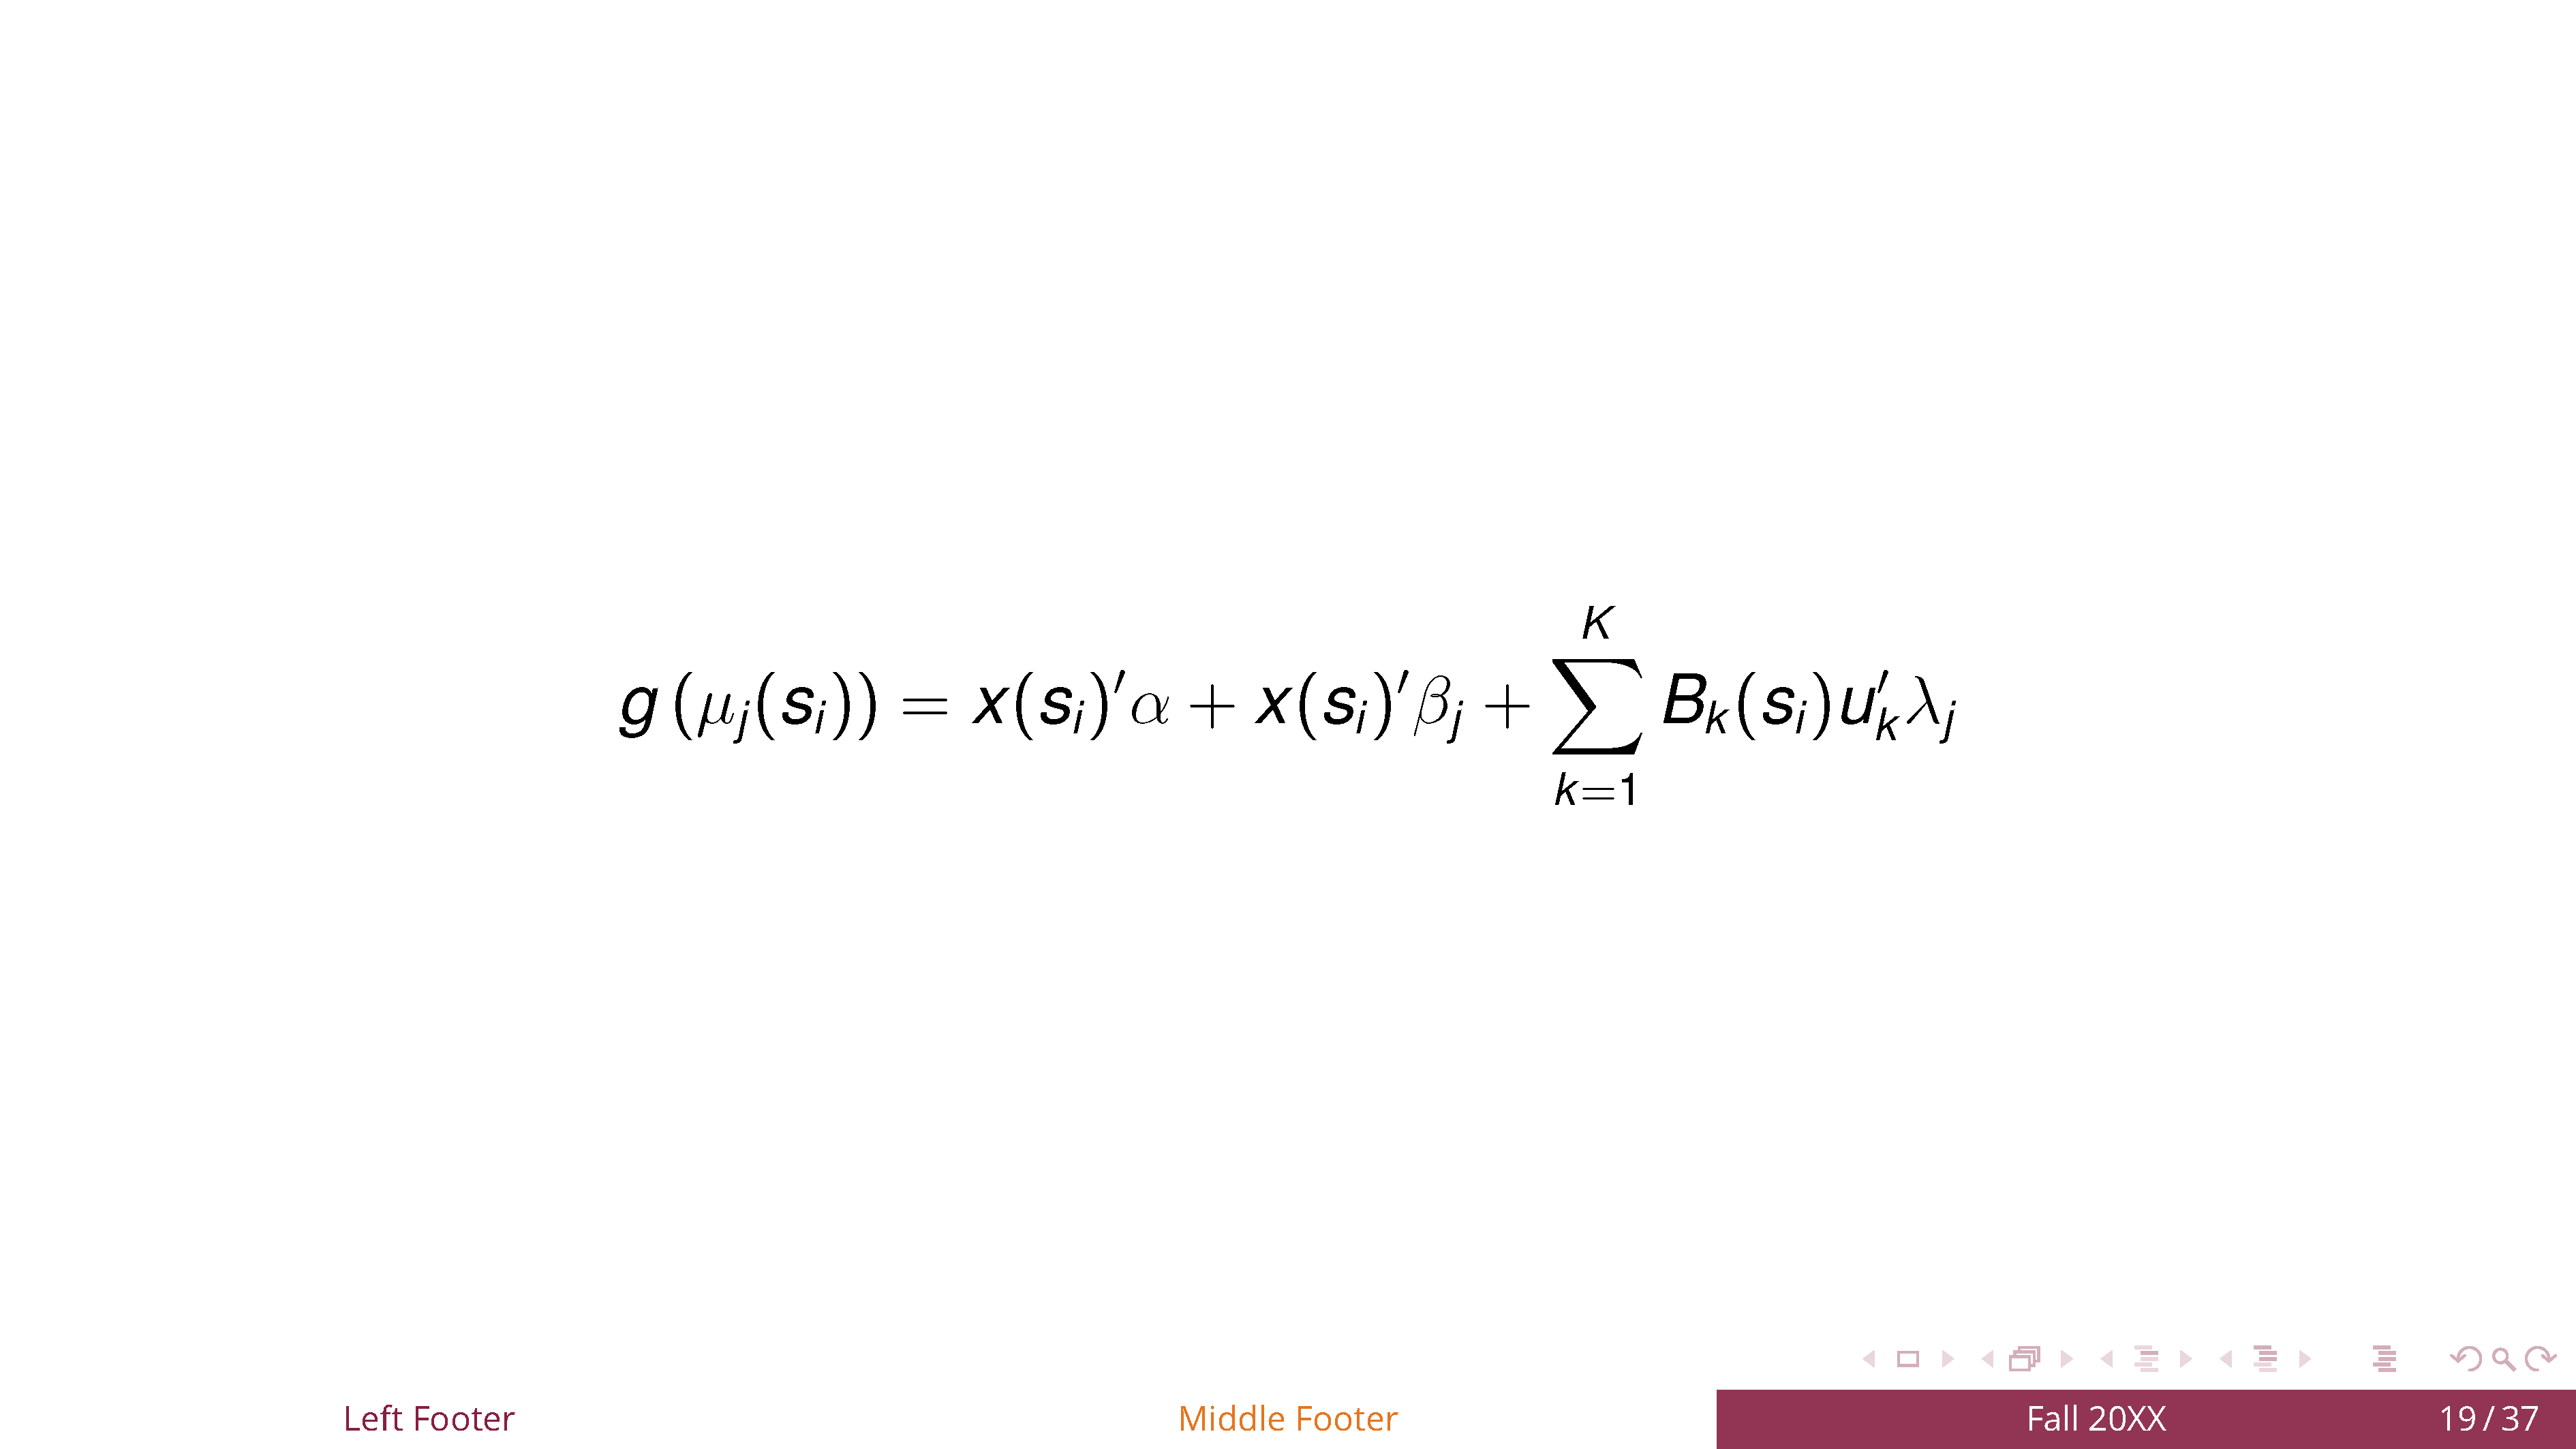 g (μ_j(s_i)) = x(s_i)′α + x(s_i)′β_j + ∑_{k=1}^{K} B_k(s_i)u′_kλ_j
Left Footer
Middle Footer
Fall 20XX
19 / 37